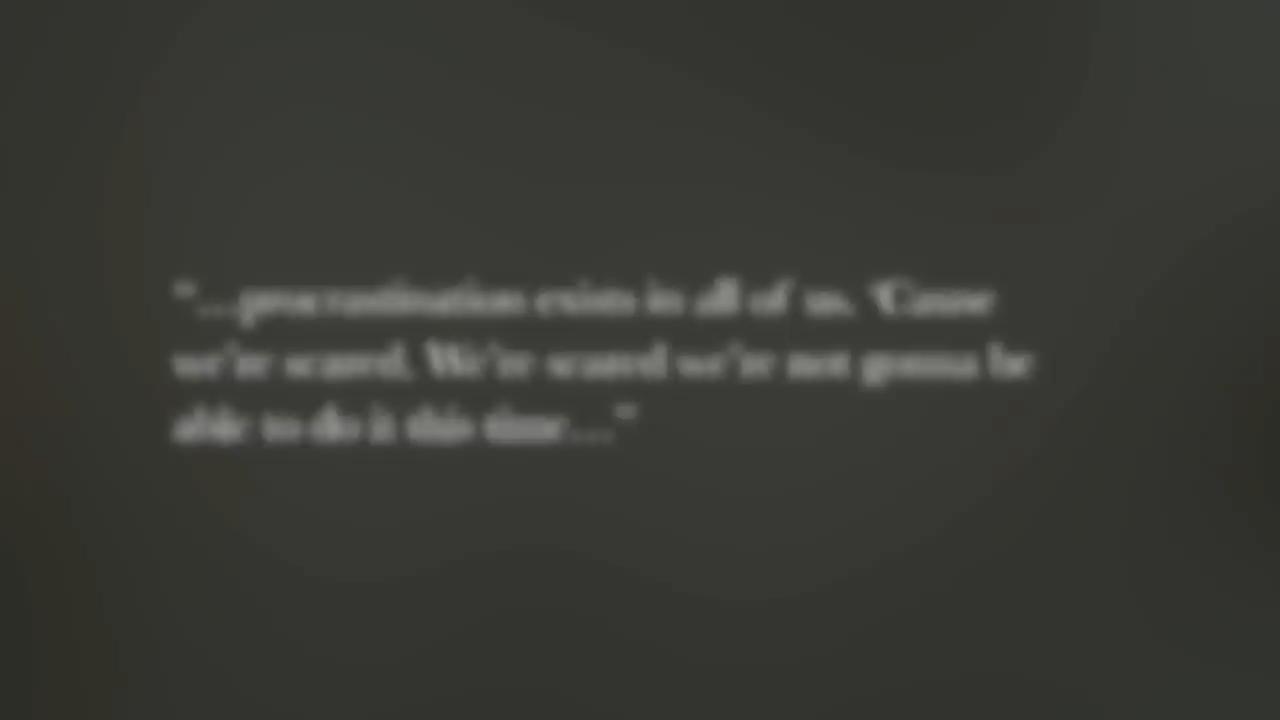 “…procrastination exists in all of us. ‘Cause
we’re scared. We’re scared we’re not gonna be
able to do it this time…”